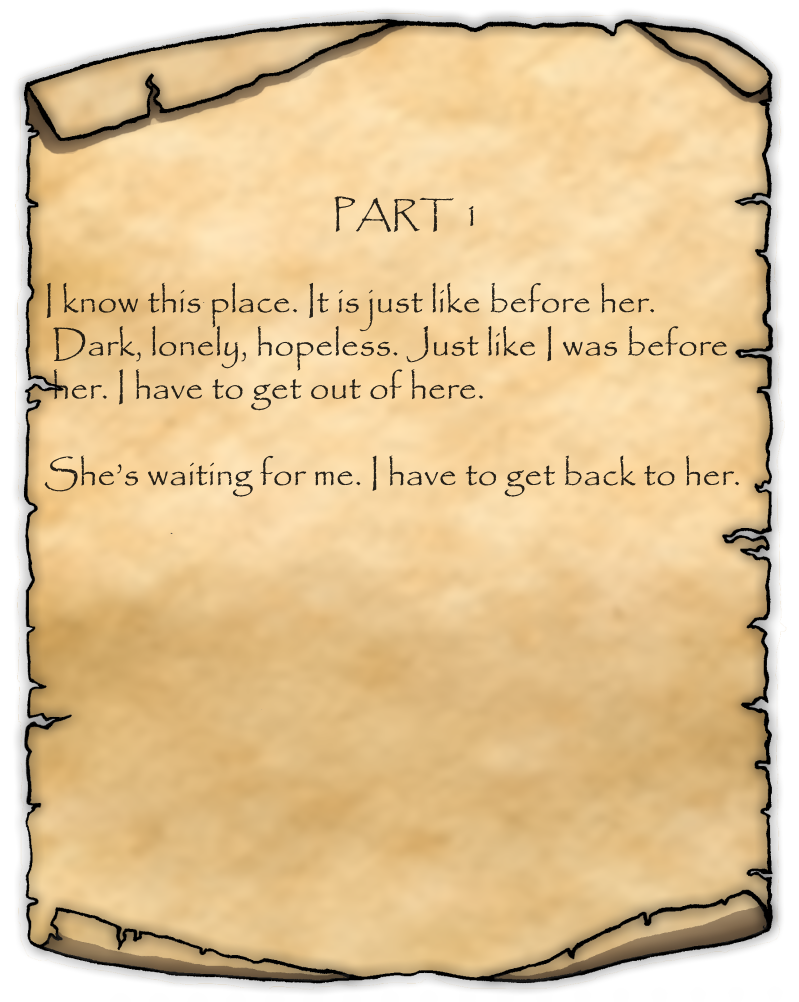 PART 1
I know this place. It is just like before her.
Dark, lonely, hopeless. Just like I was before
her. I have to get out of here.
She's waiting for me. I have to get back to her.